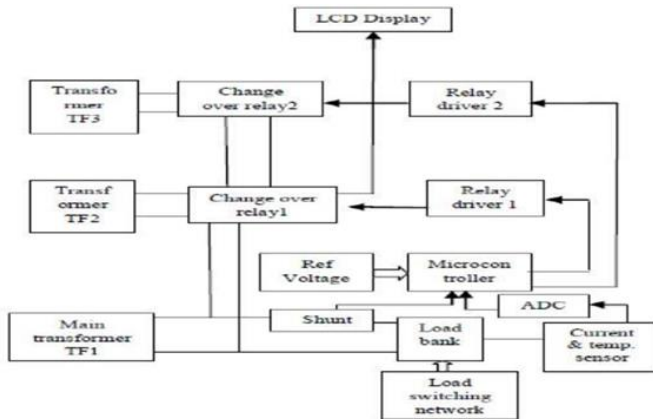 LCD Display
Transfo
rmer
TF3
Change
over relay2
Relay
driver 2
Transf
ormer
TF2
Change over
relay1
Relay
driver 1
Ref
Voltage
Microcon
troller
ADC
Main
transformer
TF1
Shunt
Load
bank
Current
& temp.
sensor
Load
switching
network